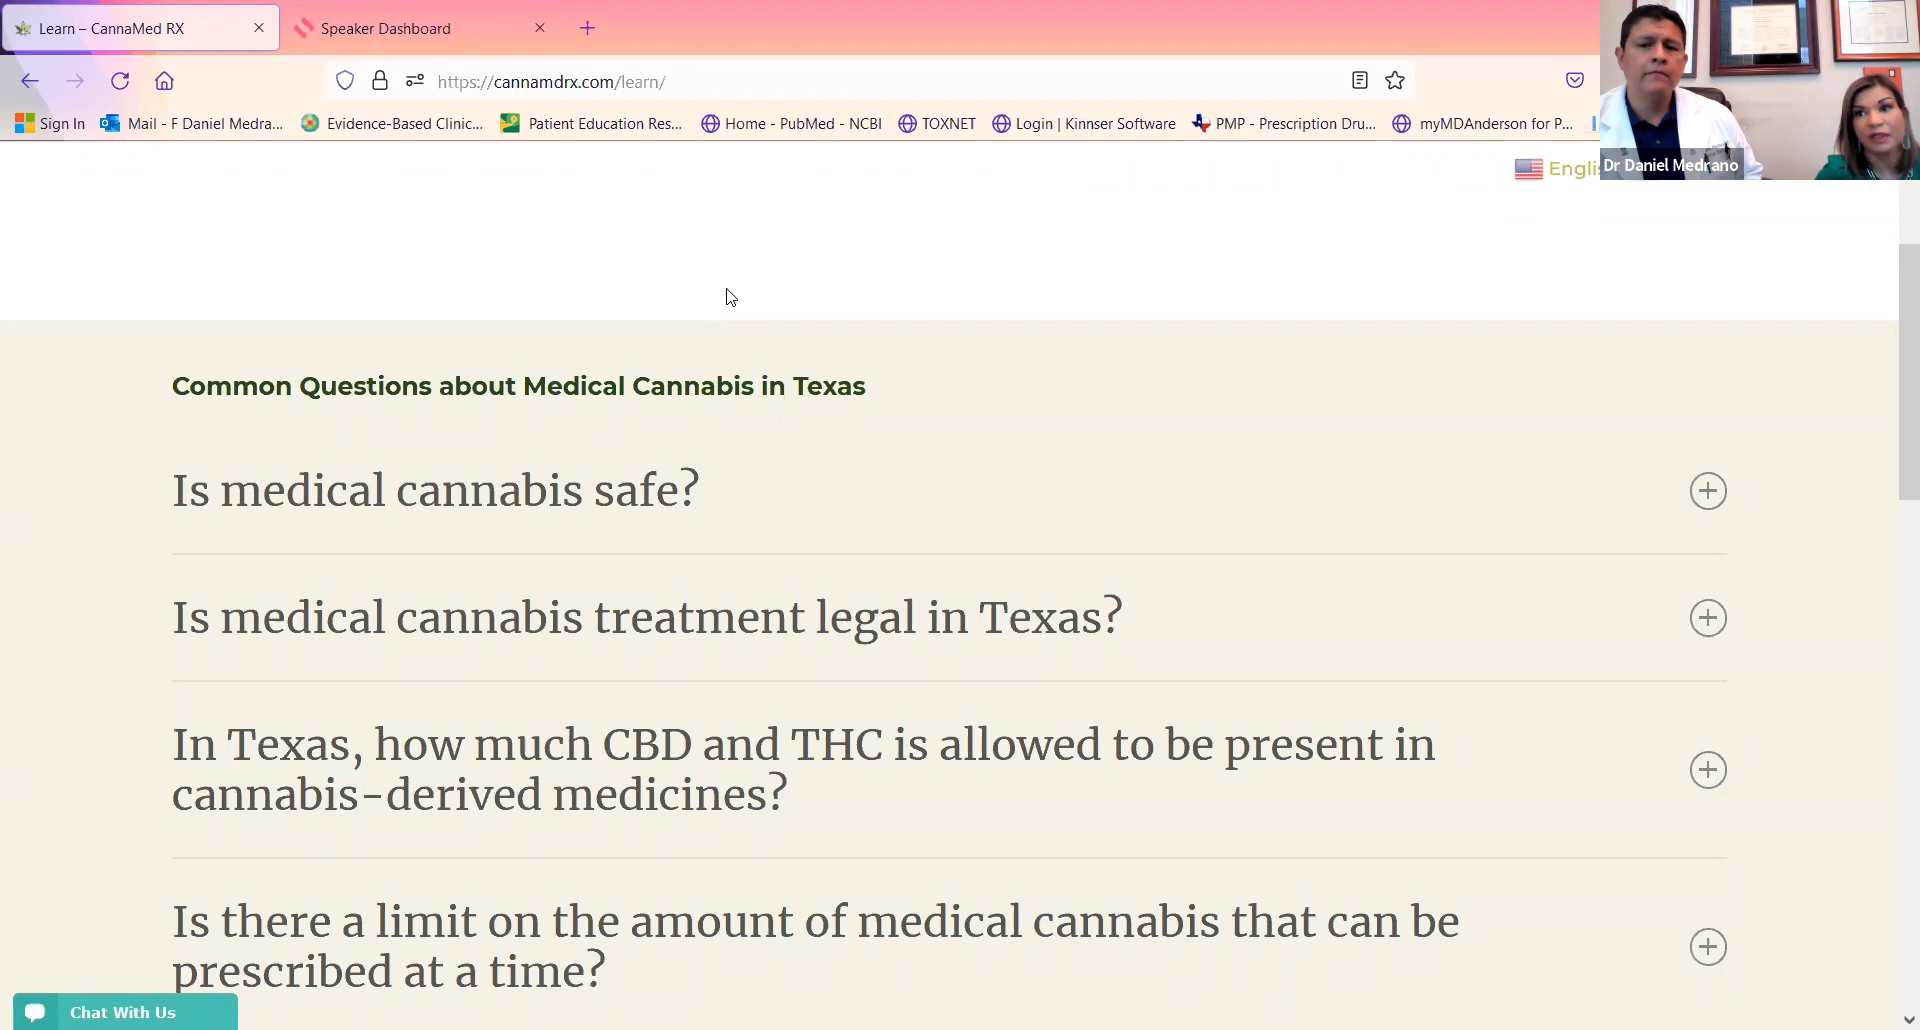 Learn – CannaMed RX
Speaker Dashboard
https://cannamdrx.com/learn/
Sign In
Mail - F Daniel Medra...
Evidence-Based Clinic...
Patient Education Res...
Home - PubMed - NCBI
TOXNET
Login | Kinnser Software
PMP - Prescription Dru...
myMDAnderson for P...
Dr Daniel Medrano
Common Questions about Medical Cannabis in Texas
Is medical cannabis safe?
Is medical cannabis treatment legal in Texas?
In Texas, how much CBD and THC is allowed to be present in
cannabis-derived medicines?
Is there a limit on the amount of medical cannabis that can be
prescribed at a time?
Chat With Us